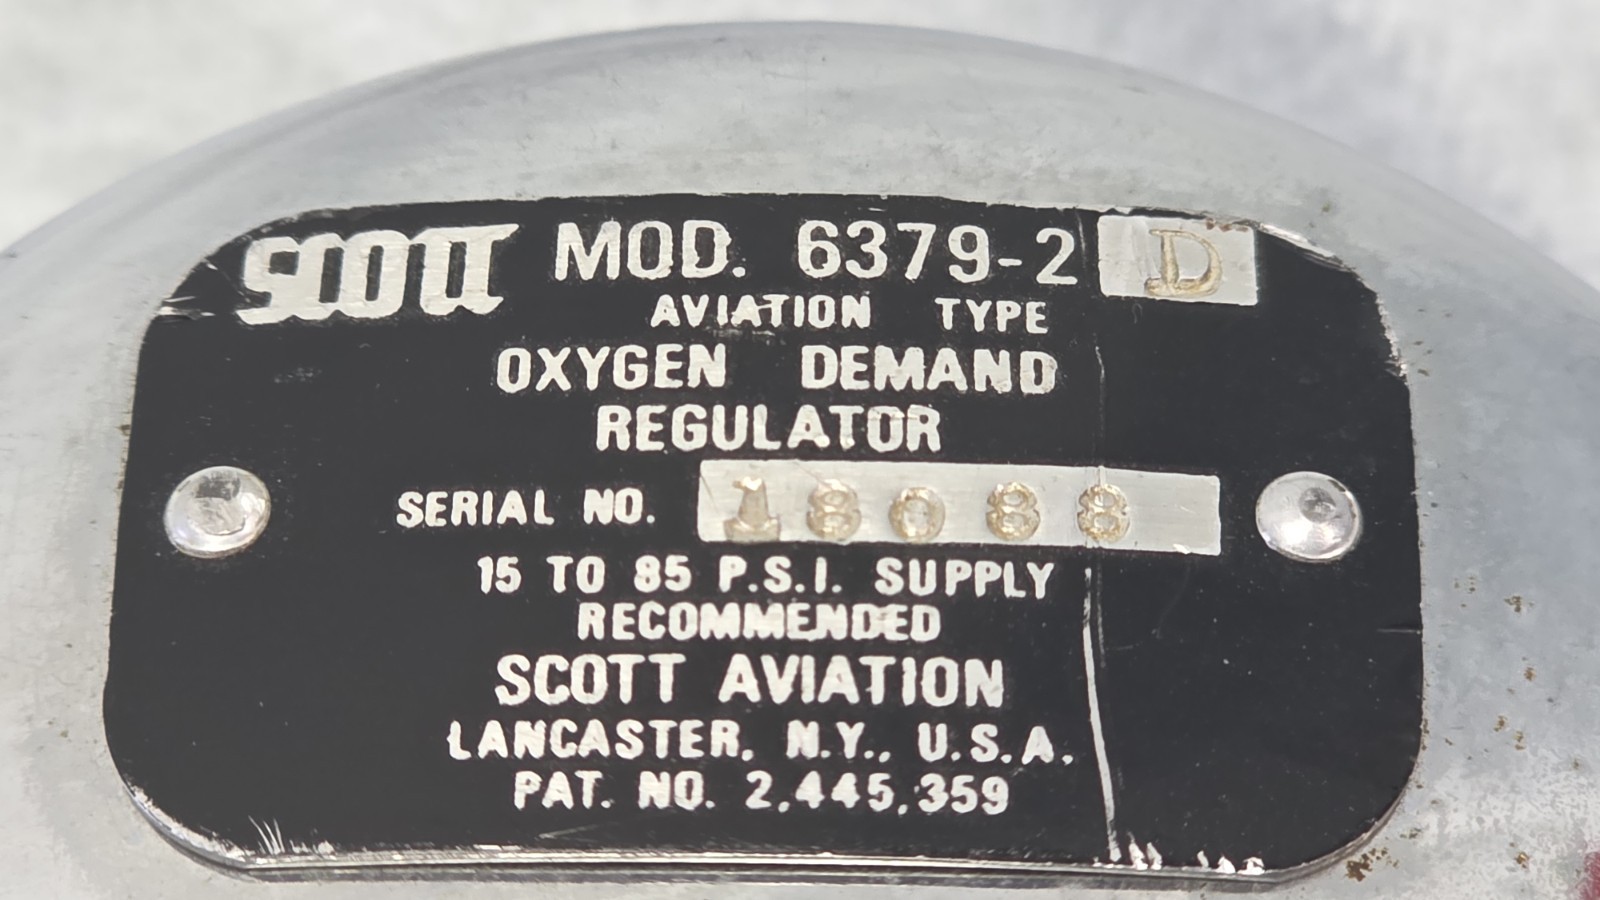 SCOTT MOD. 6379-2 D
AVIATION TYPE
OXYGEN DEMAND
REGULATOR
SERIAL NO. 18088
15 TO 85 P.S.I. SUPPLY
RECOMMENDED
SCOTT AVIATION
LANCASTER, N.Y., U.S.A.
PAT. NO. 2,445,359